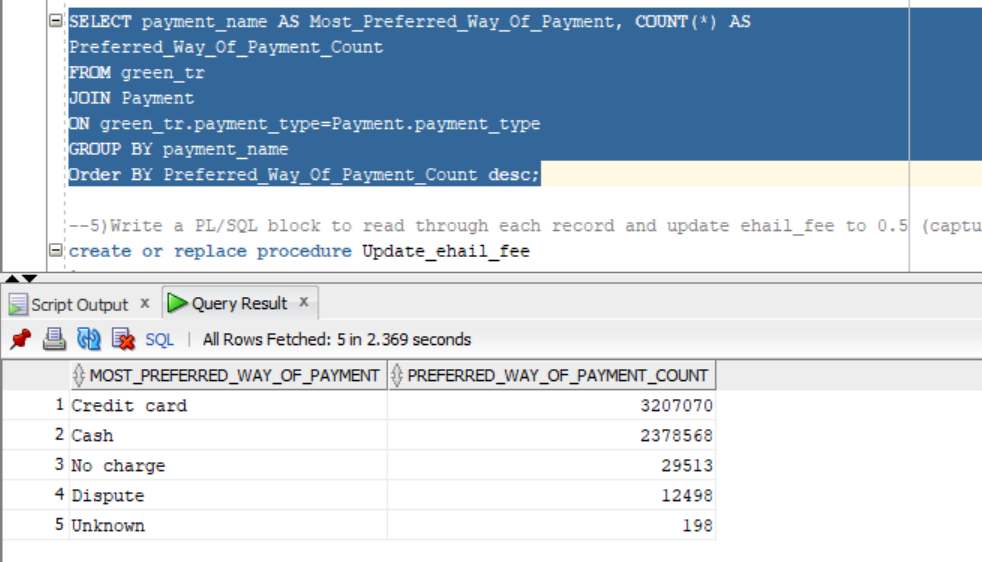 SELECT payment_name AS Most_Preferred_Way_Of_Payment, COUNT(*) AS
Preferred_Way_Of_Payment_Count
FROM green_tr
JOIN Payment
ON green_tr.payment_type=Payment.payment_type
GROUP BY payment_name
Order BY Preferred_Way_Of_Payment_Count desc;
--5)Write a PL/SQL block to read through each record and update ehail_fee to 0.5 (captu
create or replace procedure Update_ehail_fee
Script Output x Query Result x
SQL | All Rows Fetched: 5 in 2.369 seconds
MOST_PREFERRED_WAY_OF_PAYMENT PREFERRED_WAY_OF_PAYMENT_COUNT
1 Credit card 3207070
2 Cash 2378568
3 No charge 29513
4 Dispute 12498
5 Unknown 198